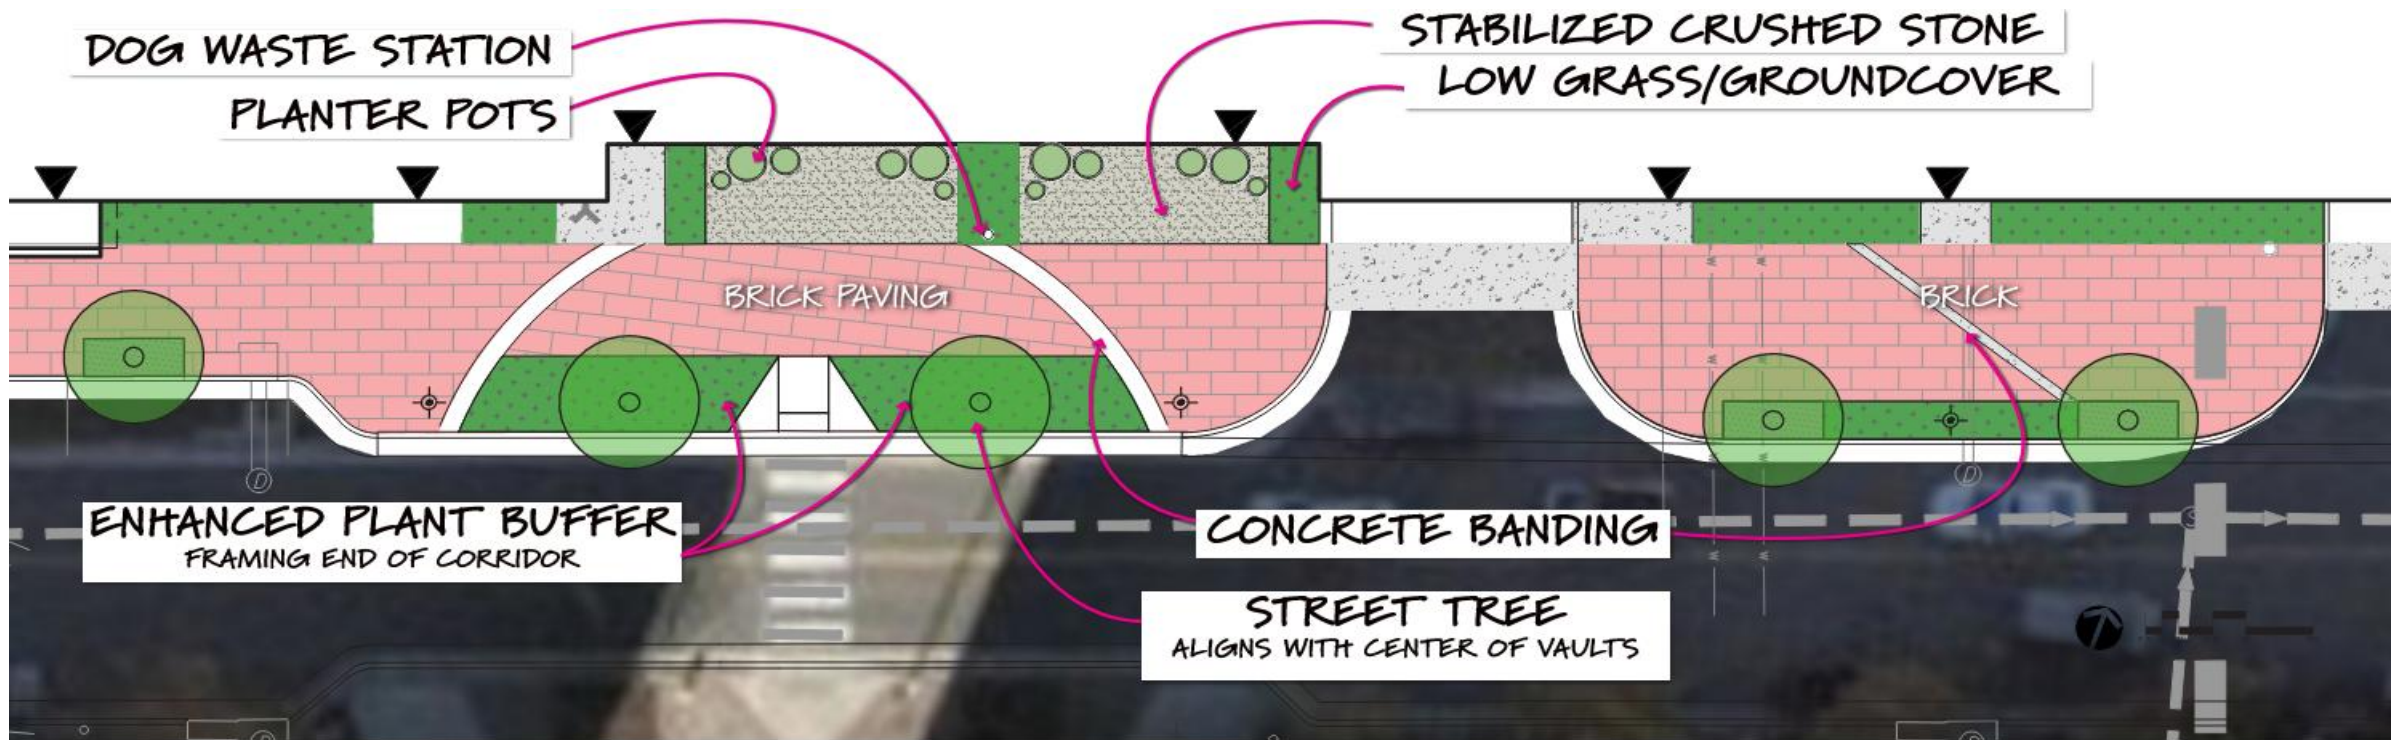 DOG WASTE STATION
PLANTER POTS
STABILIZED CRUSHED STONE
LOW GRASS/GROUNDCOVER
BRICK PAVING
BRICK
W W
W W
D
D
W W
ENHANCED PLANT BUFFER
FRAMING END OF CORRIDOR
CONCRETE BANDING
S
W W
STREET TREE
ALIGNS WITH CENTER OF VAULTS